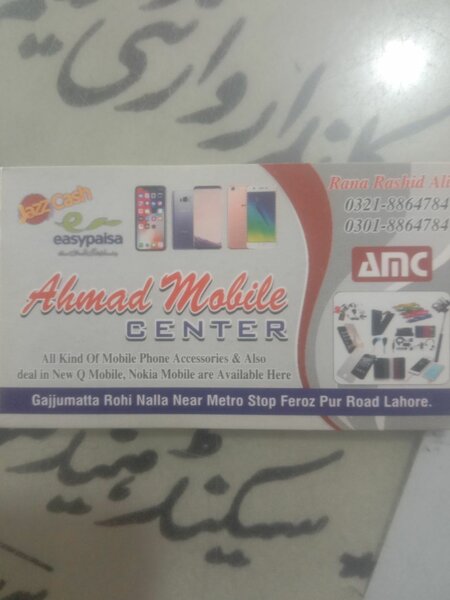 Jazz Cash
easypaisa
Rana Rashid Ali
0321-8864784
0301-8864784
AMC
Ahmad Mobile
CENTER
All Kind Of Mobile Phone Accessories & Also
deal in New Q Mobile, Nokia Mobile are Available Here
Gajjumatta Rohi Nalla Near Metro Stop Feroz Pur Road Lahore.
سیکنڈ ہینڈ